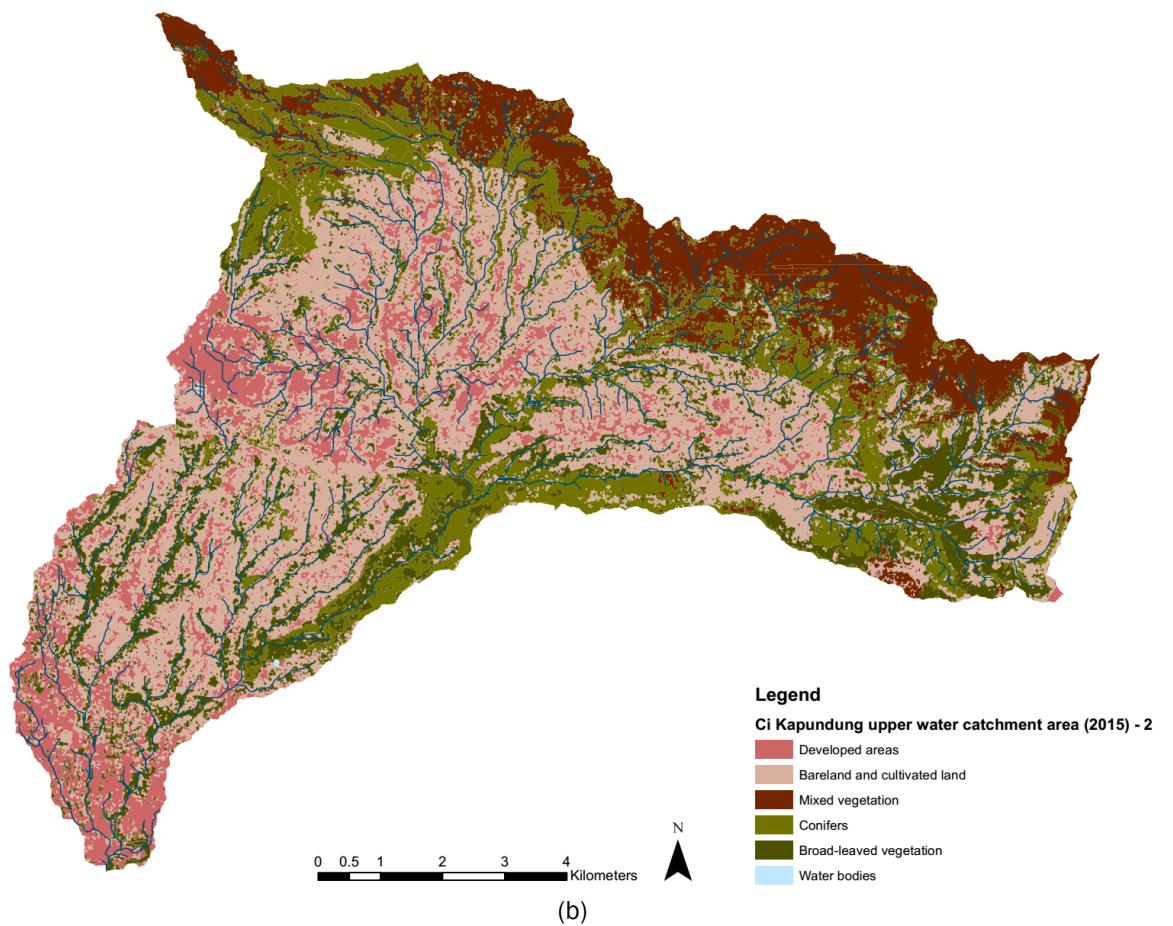 Legend
Ci Kapundung upper water catchment area (2015) - 2
Developed areas
Bareland and cultivated land
Mixed vegetation
Conifers
Broad-leaved vegetation
Water bodies
N
0 0.5 1 2 3 4
Kilometers
(b)